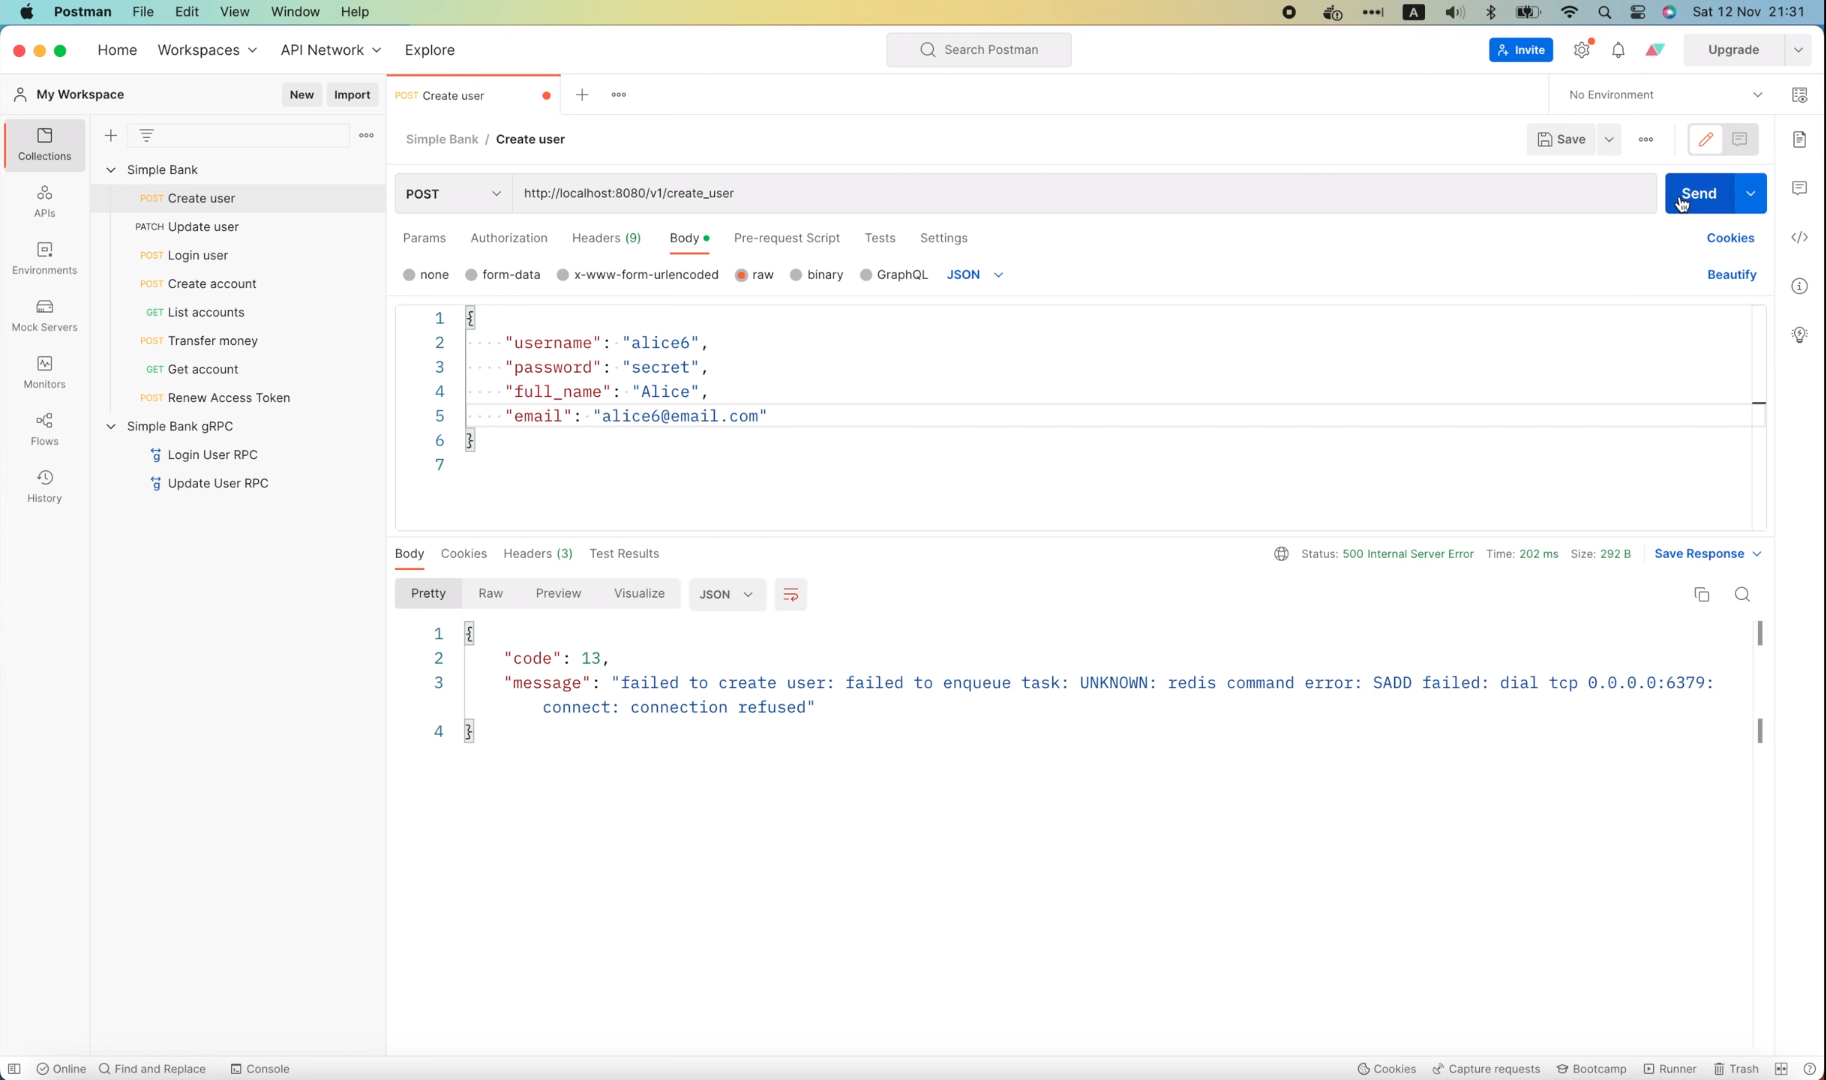 Postman File Edit View Window Help
A Sat 12 Nov 21:31
Home Workspaces API Network Explore
Search Postman
Invite
Upgrade
My Workspace
New Import
POST Create user
No Environment
Collections
APIs
Environments
Mock Servers
Monitors
Flows
History
Simple Bank
POST Create user
PATCH Update user
POST Login user
POST Create account
GET List accounts
POST Transfer money
GET Get account
POST Renew Access Token
Simple Bank gRPC
Login User RPC
Update User RPC
Simple Bank / Create user
Save
POST http://localhost:8080/v1/create_user
Send
Params Authorization Headers (9) Body Pre-request Script Tests Settings
Cookies
none form-data x-www-form-urlencoded raw binary GraphQL JSON
Beautify
1 {
2 "username": "alice6",
3 "password": "secret",
4 "full_name": "Alice",
5 "email": "alice6@email.com"
6 }
7
Body Cookies Headers (3) Test Results
Status: 500 Internal Server Error Time: 202 ms Size: 292 B
Save Response
Pretty Raw Preview Visualize JSON
1 {
2 "code": 13,
3 "message": "failed to create user: failed to enqueue task: UNKNOWN: redis command error: SADD failed: dial tcp 0.0.0.0:6379:
connect: connection refused"
4 }
Online Find and Replace Console
Cookies Capture requests Bootcamp Runner Trash